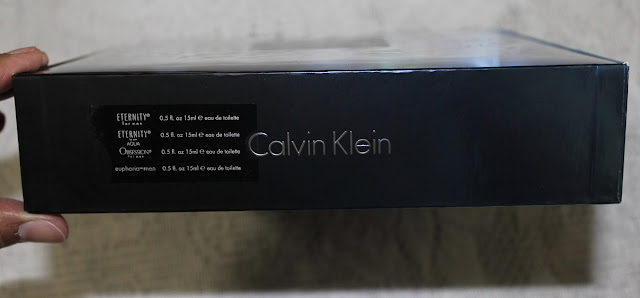 ETERNITY®
for men
0.5 fl. oz 15ml ℮ eau de toilette
ETERNITY®
for men
AQUA
0.5 fl. oz 15ml ℮ eau de toilette
OBSESSION®
for men
0.5 fl. oz 15ml ℮ eau de toilette
euphoria™men
0.5 fl. oz 15ml ℮ eau de toilette
Calvin Klein